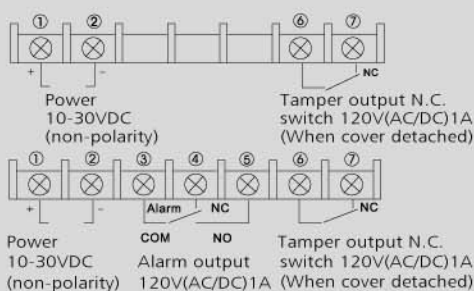 ① ② ⑥ ⑦
+ − NC
Power
10-30VDC
(non-polarity)
Tamper output N.C.
switch 120V(AC/DC)1A
(When cover detached)
① ② ③ ④ ⑤ ⑥ ⑦
+ − Alarm NC NC
COM NO
Power
10-30VDC
(non-polarity)
Alarm output
120V(AC/DC)1A
Tamper output N.C.
switch 120V(AC/DC)1A
(When cover detached)